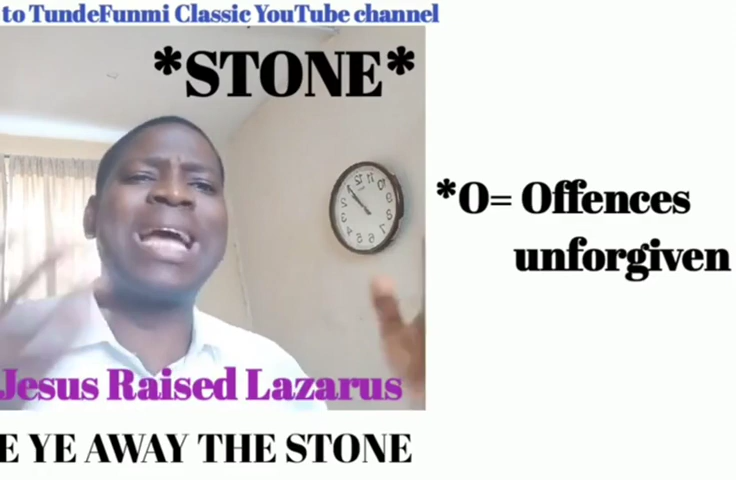 to TundeFunmi Classic YouTube channel
*STONE*
*O= Offences
unforgiven
Jesus Raised Lazarus
E YE AWAY THE STONE